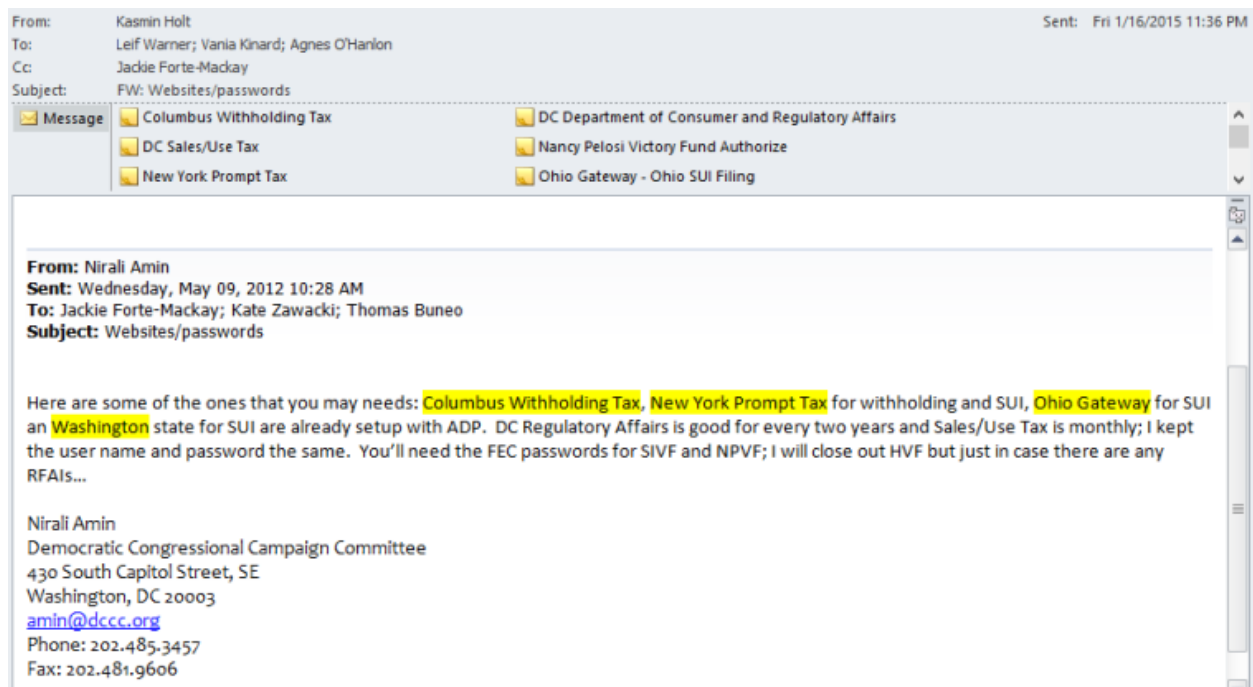 From: Kasmin Holt Sent: Fri 1/16/2015 11:36 PM
To: Leif Warner; Vania Kinard; Agnes O'Hanlon
Cc: Jackie Forte-Mackay
Subject: FW: Websites/passwords
Message Columbus Withholding Tax DC Department of Consumer and Regulatory Affairs
DC Sales/Use Tax Nancy Pelosi Victory Fund Authorize
New York Prompt Tax Ohio Gateway - Ohio SUI Filing
From: Nirali Amin
Sent: Wednesday, May 09, 2012 10:28 AM
To: Jackie Forte-Mackay; Kate Zawacki; Thomas Buneo
Subject: Websites/passwords
Here are some of the ones that you may needs: Columbus Withholding Tax, New York Prompt Tax for withholding and SUI, Ohio Gateway for SUI
an Washington state for SUI are already setup with ADP. DC Regulatory Affairs is good for every two years and Sales/Use Tax is monthly; I kept
the user name and password the same. You'll need the FEC passwords for SIVF and NPVF; I will close out HVF but just in case there are any
RFAIs...
Nirali Amin
Democratic Congressional Campaign Committee
430 South Capitol Street, SE
Washington, DC 20003
amin@dccc.org
Phone: 202.485.3457
Fax: 202.481.9606